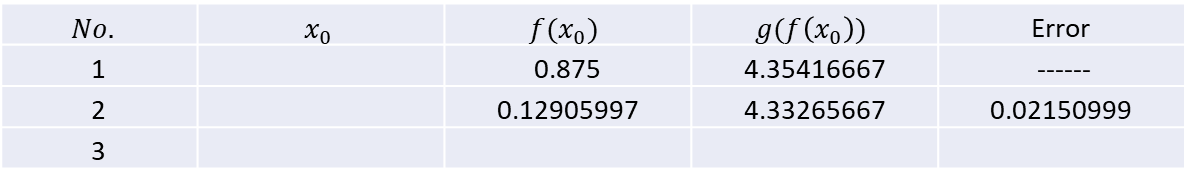 No. x₀ f(x₀) g(f(x₀)) Error
1 0.875 4.35416667 ------
2 0.12905997 4.33265667 0.02150999
3